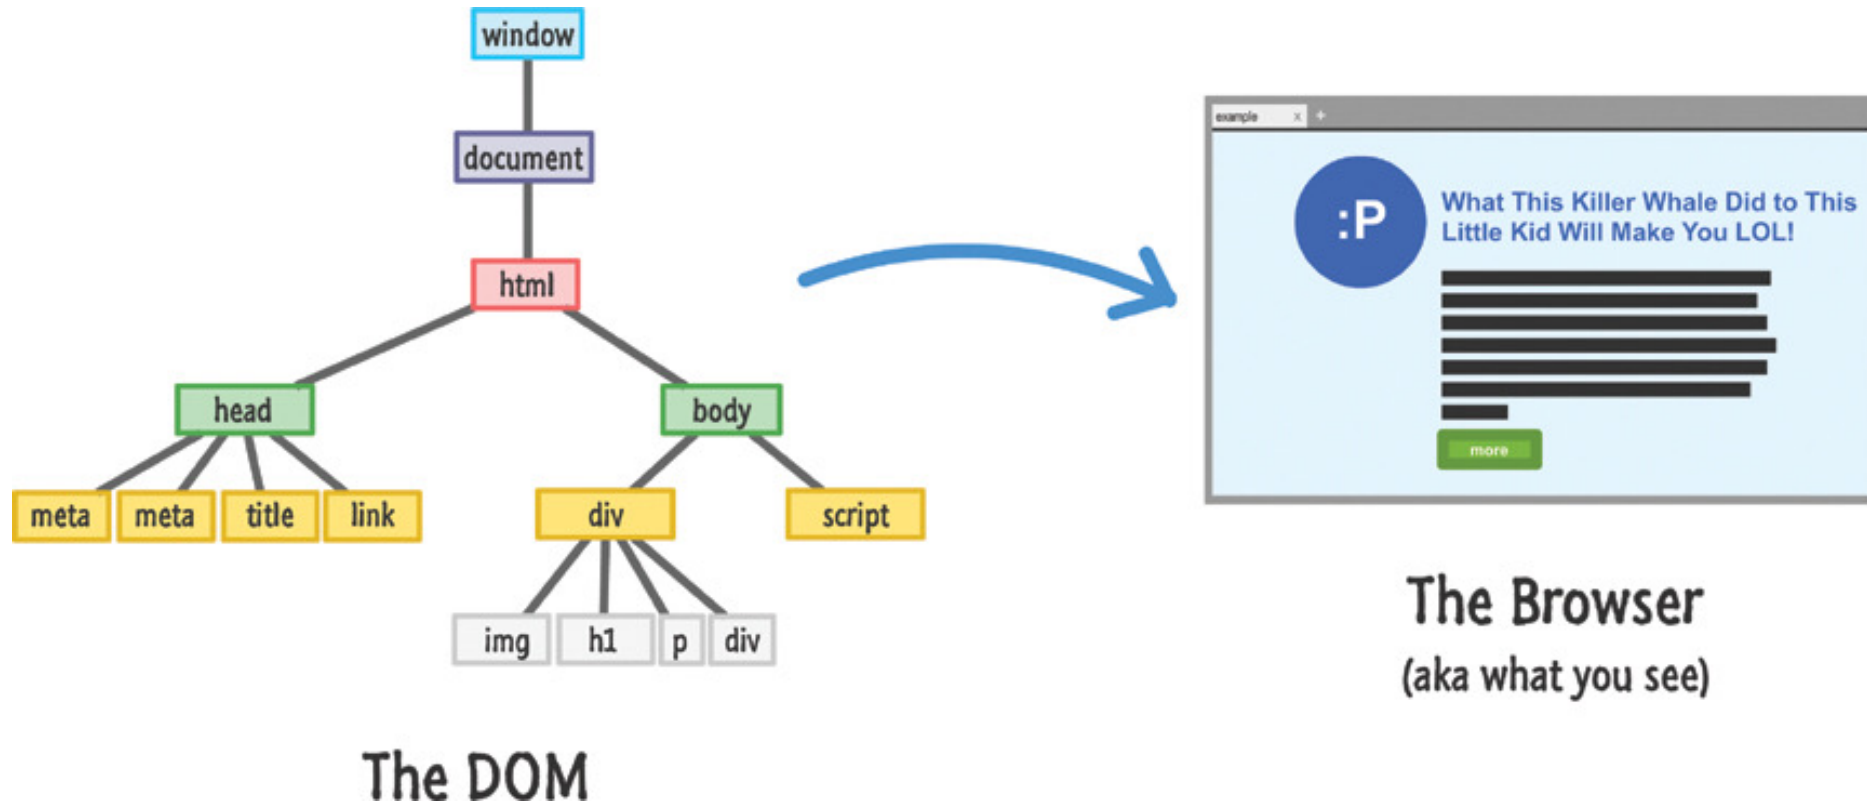 window
document
html
head
body
meta
meta
title
link
div
script
img
h1
p
div
The DOM
example x +
:P
What This Killer Whale Did to This
Little Kid Will Make You LOL!
more
The Browser
(aka what you see)